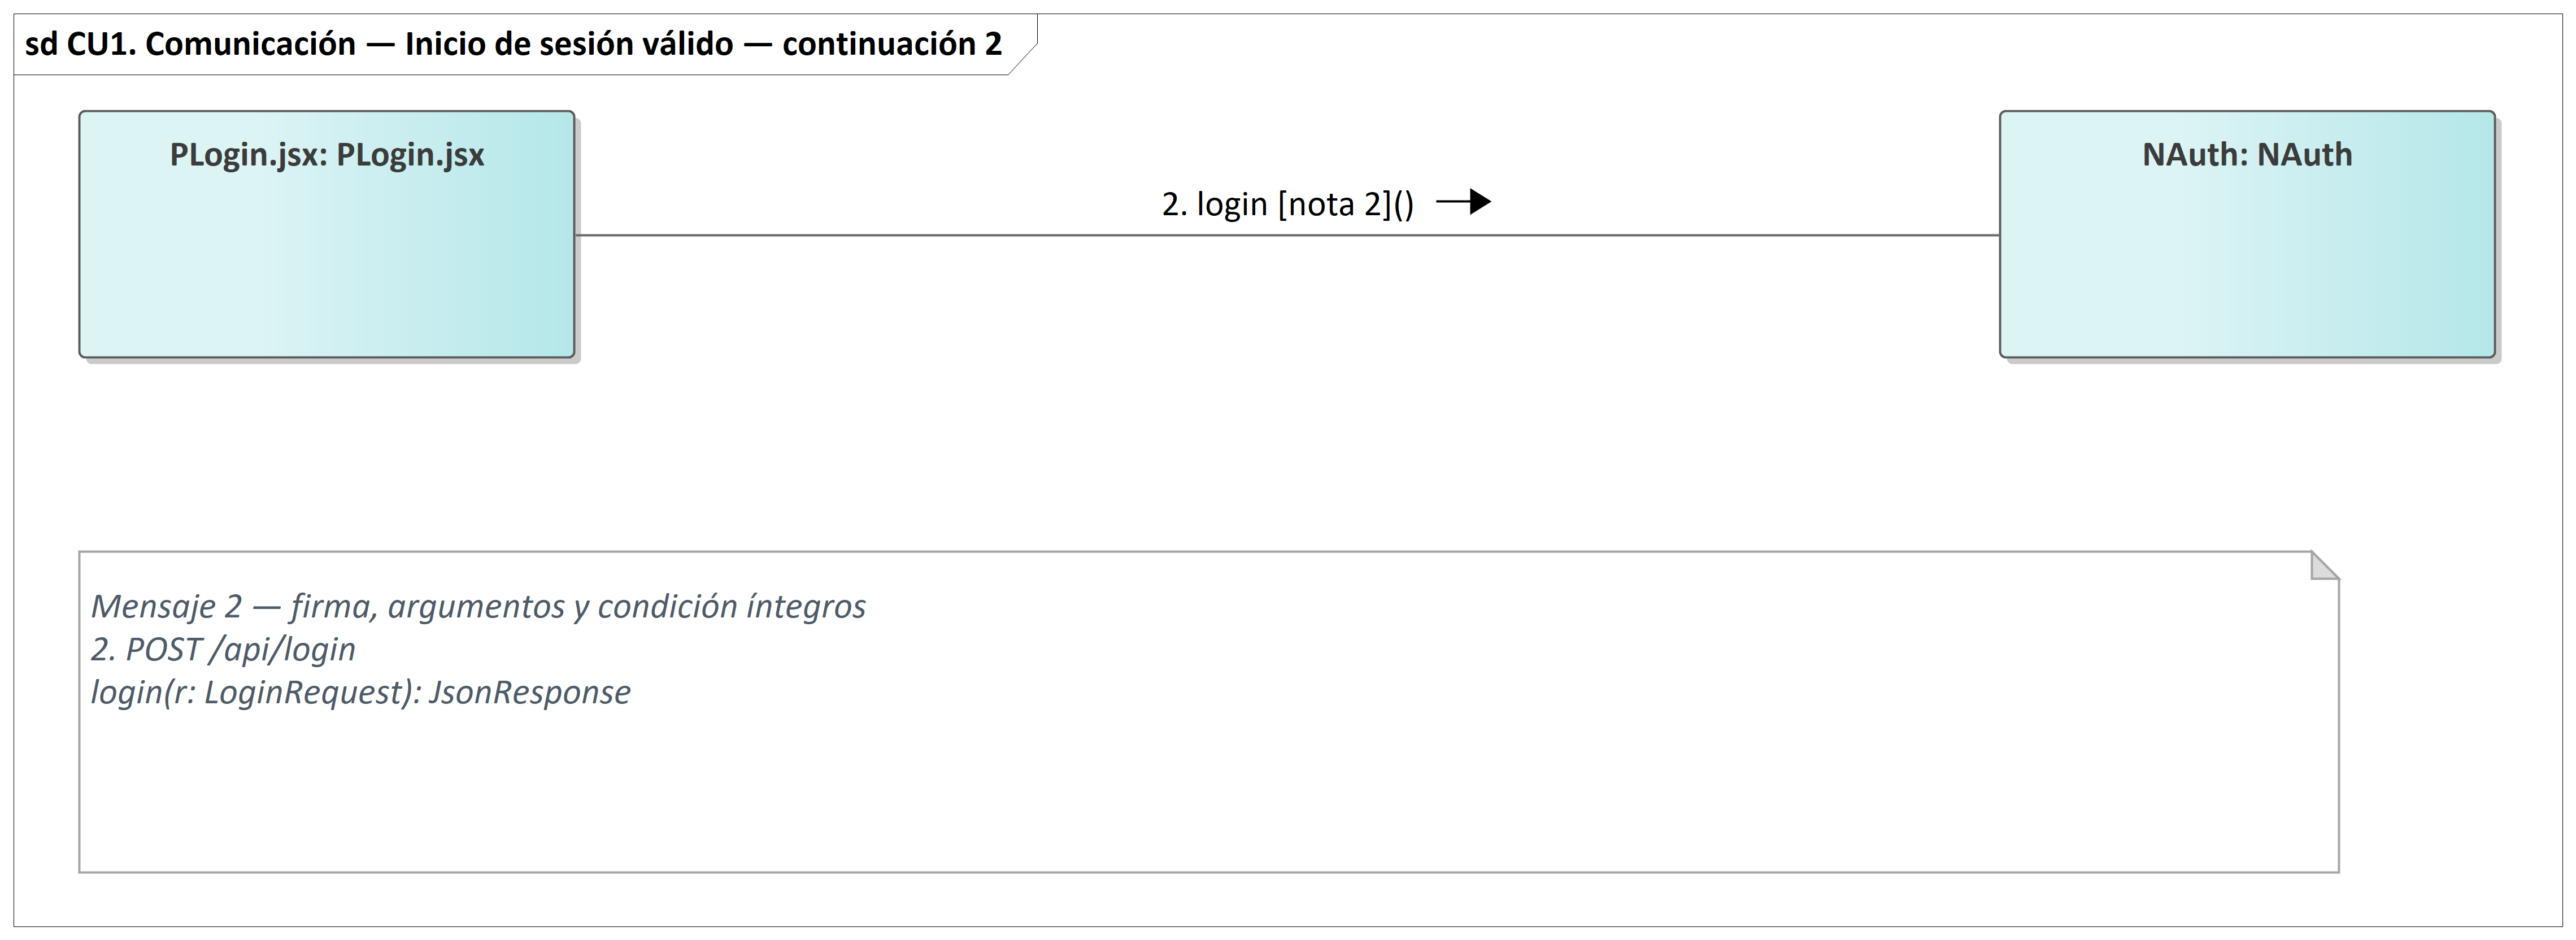 sd CU1. Comunicación — Inicio de sesión válido — continuación 2
PLogin.jsx: PLogin.jsx
NAuth: NAuth
2. login [nota 2]()
Mensaje 2 — firma, argumentos y condición íntegros
2. POST /api/login
login(r: LoginRequest): JsonResponse